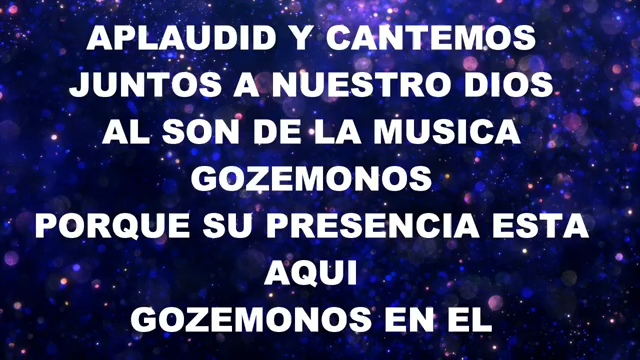 APLAUDID Y CANTEMOS
JUNTOS A NUESTRO DIOS
AL SON DE LA MUSICA
GOZEMONOS
PORQUE SU PRESENCIA ESTA
AQUI
GOZEMONOS EN EL